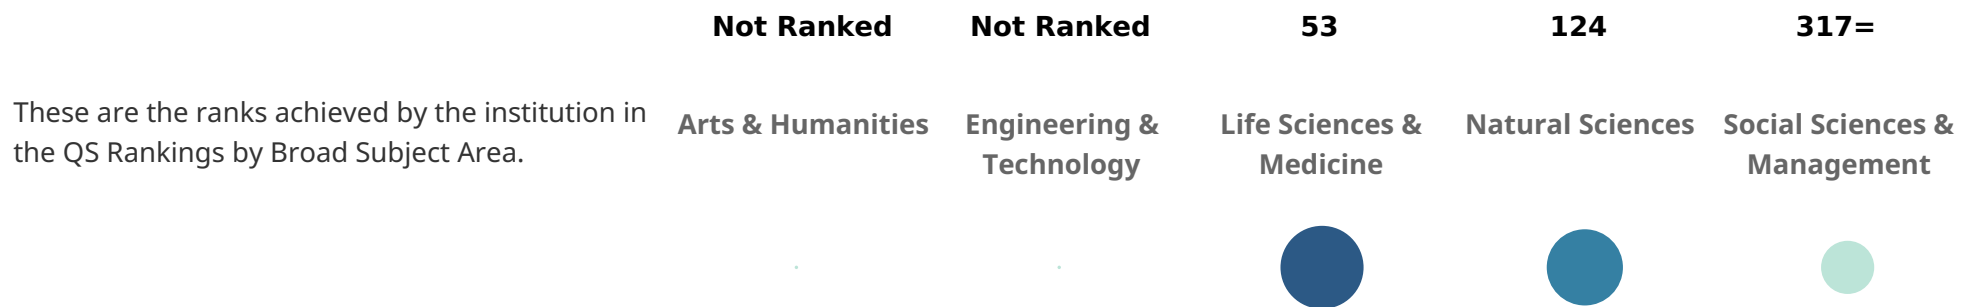 Not Ranked Not Ranked 53 124 317=
These are the ranks achieved by the institution in
the QS Rankings by Broad Subject Area.
Arts & Humanities
Engineering &
Technology
Life Sciences &
Medicine
Natural Sciences
Social Sciences &
Management